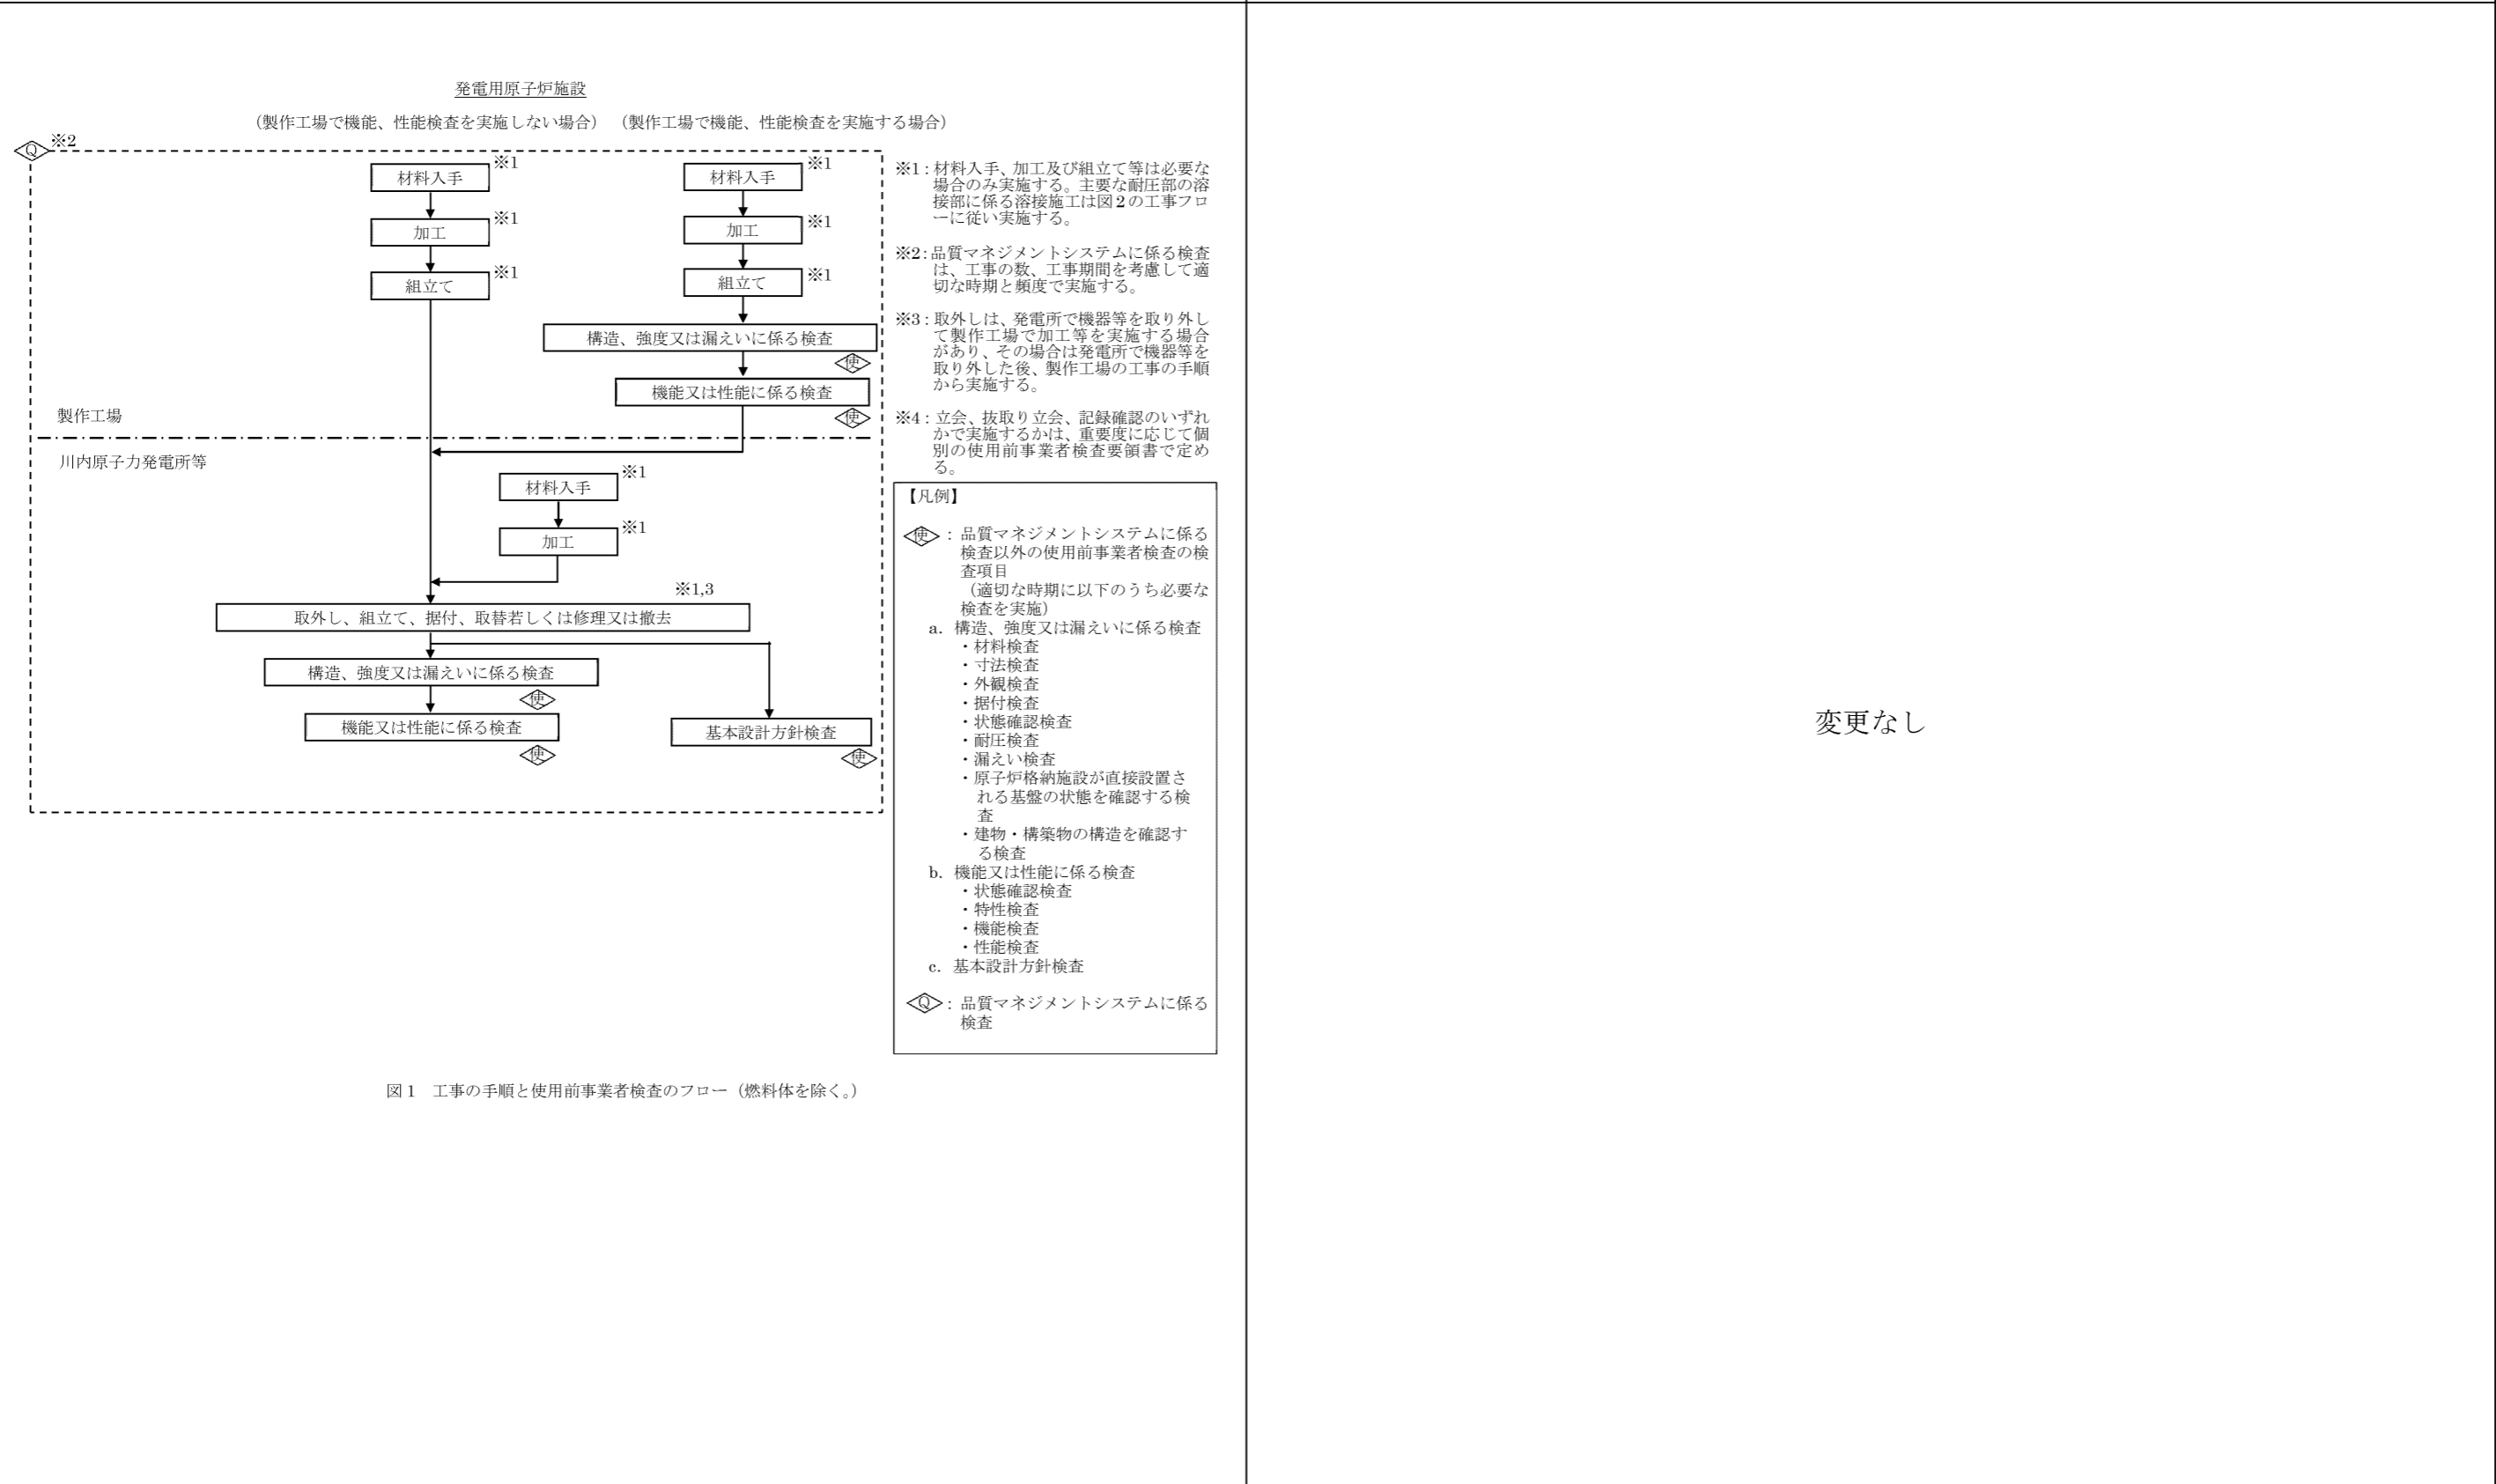 発電用原子炉施設
（製作工場で機能、性能検査を実施しない場合）　（製作工場で機能、性能検査を実施する場合）
Q ※2
材料入手 ※1
加工 ※1
組立て ※1
材料入手 ※1
加工 ※1
組立て ※1
構造、強度又は漏えいに係る検査
使
機能又は性能に係る検査
使
製作工場
川内原子力発電所等
材料入手 ※1
加工 ※1
※1,3
取外し、組立て、据付、取替若しくは修理又は撤去
構造、強度又は漏えいに係る検査
使
機能又は性能に係る検査
使
基本設計方針検査
使
※1：材料入手、加工及び組立て等は必要な
場合のみ実施する。主要な耐圧部の溶
接部に係る溶接施工は図2の工事フロ
ーに従い実施する。
※2：品質マネジメントシステムに係る検査
は、工事の数、工事期間を考慮して適
切な時期と頻度で実施する。
※3：取外しは、発電所で機器等を取り外し
て製作工場で加工等を実施する場合
があり、その場合は発電所で機器等を
取り外した後、製作工場の工事の手順
から実施する。
※4：立会、抜取り立会、記録確認のいずれ
かで実施するかは、重要度に応じて個
別の使用前事業者検査要領書で定め
る。
【凡例】
使：品質マネジメントシステムに係る
検査以外の使用前事業者検査の検
査項目
（適切な時期に以下のうち必要な
検査を実施）
a. 構造、強度又は漏えいに係る検査
・材料検査
・寸法検査
・外観検査
・据付検査
・状態確認検査
・耐圧検査
・漏えい検査
・原子炉格納施設が直接設置さ
れる基盤の状態を確認する検
査
・建物・構築物の構造を確認す
る検査
b. 機能又は性能に係る検査
・状態確認検査
・特性検査
・機能検査
・性能検査
c. 基本設計方針検査
Q：品質マネジメントシステムに係る
検査
図1　工事の手順と使用前事業者検査のフロー（燃料体を除く。）
変更なし